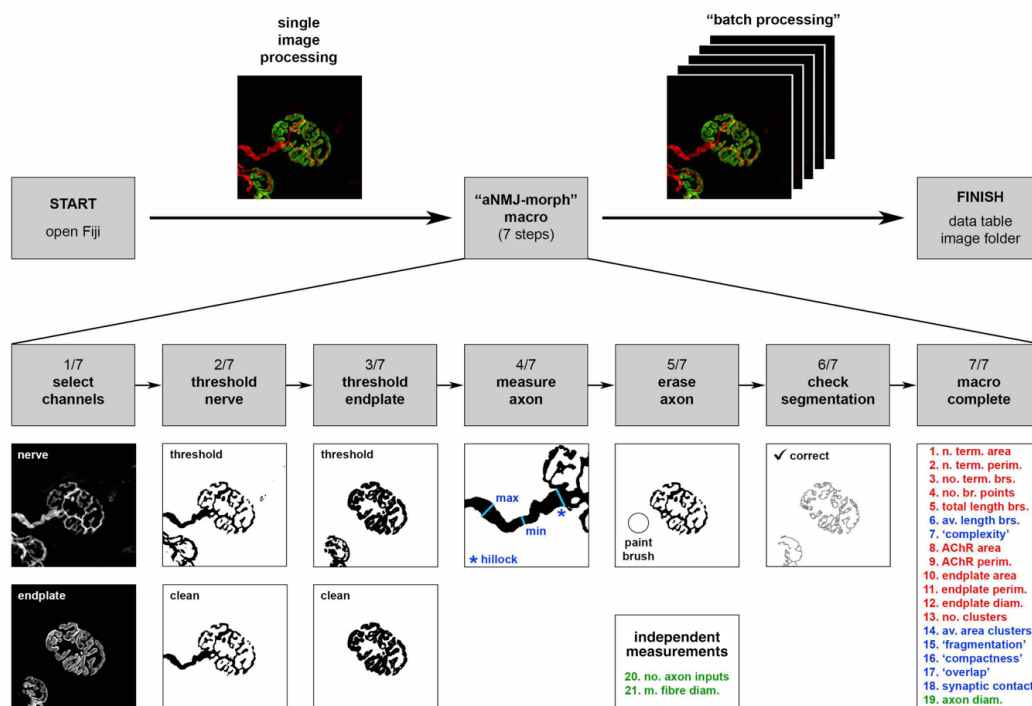 single
image
processing
“batch processing”
START
open Fiji
“aNMJ-morph”
macro
(7 steps)
FINISH
data table
image folder
1/7
select
channels
2/7
threshold
nerve
3/7
threshold
endplate
4/7
measure
axon
5/7
erase
axon
6/7
check
segmentation
7/7
macro
complete
nerve
endplate
threshold
clean
threshold
clean
max
min
*
* hillock
paint
brush
independent
measurements
20. no. axon inputs
21. m. fibre diam.
✓ correct
1. n. term. area
2. n. term. perim.
3. no. term. brs.
4. no. br. points
5. total length brs.
6. av. length brs.
7. ‘complexity’
8. AChR area
9. AChR perim.
10. endplate area
11. endplate perim.
12. endplate diam.
13. no. clusters
14. av. area clusters
15. ‘fragmentation’
16. ‘compactness’
17. ‘overlap’
18. synaptic contact
19. axon diam.